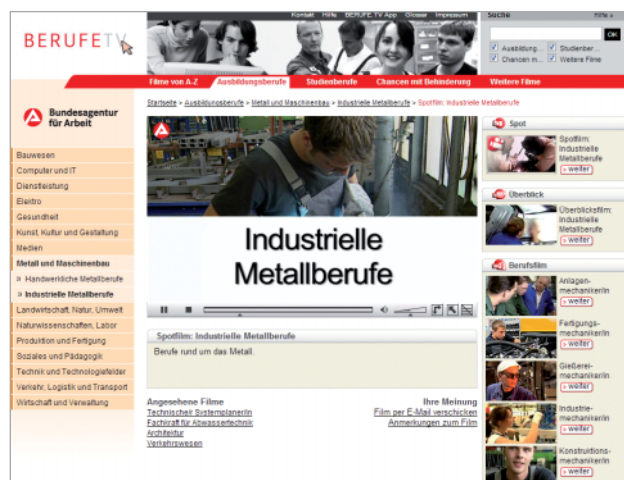 Kontakt Hilfe BERUFE.TV App Glossar Impressum
Suche Hilfe »
OK
Ausbildung... Studienber...
Chancen m... Weitere Filme
BERUFETV
Filme von A-Z Ausbildungsberufe Studienberufe Chancen mit Behinderung Weitere Filme
Startseite > Ausbildungsberufe > Metall und Maschinenbau > Industrielle Metallberufe > Spotfilm: Industrielle Metallberufe
Bundesagentur
für Arbeit
Bauwesen
Computer und IT
Dienstleistung
Elektro
Gesundheit
Kunst, Kultur und Gestaltung
Medien
Metall und Maschinenbau
» Handwerkliche Metallberufe
» Industrielle Metallberufe
Landwirtschaft, Natur, Umwelt
Naturwissenschaften, Labor
Produktion und Fertigung
Soziales und Pädagogik
Technik und Technologiefelder
Verkehr, Logistik und Transport
Wirtschaft und Verwaltung
Industrielle
Metallberufe
Spotfilm: Industrielle Metallberufe
Berufe rund um das Metall.
Angesehene Filme
Technische/r Systemplaner/in
Fachkraft für Abwassertechnik
Architektur
Verkehrswesen
Ihre Meinung
Film per E-Mail verschicken
Anmerkungen zum Film
Spot
Spotfilm:
Industrielle
Metallberufe
weiter
Überblick
Überblicksfilm:
Industrielle
Metallberufe
weiter
Berufsfilm
Anlagen-
mechaniker/in
weiter
Fertigungs-
mechaniker/in
weiter
Gießerei-
mechaniker/in
weiter
Industrie-
mechaniker/in
weiter
Konstruktions-
mechaniker/in
weiter